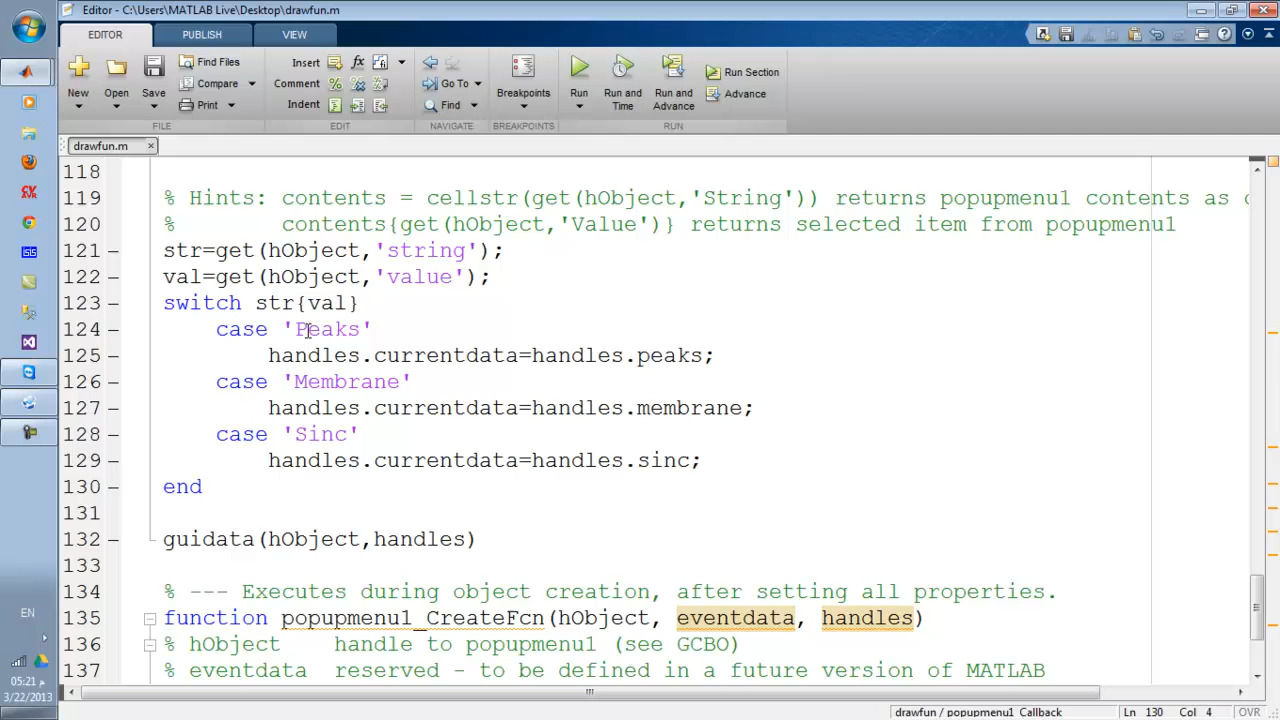 Editor - C:\Users\MATLAB Live\Desktop\drawfun.m
EDITOR PUBLISH VIEW
New Open Save Find Files Compare Print
Insert Comment Indent
Go To Find
Breakpoints
Run Run and Time Run and Advance Run Section Advance
FILE EDIT NAVIGATE BREAKPOINTS RUN
drawfun.m
118
119 % Hints: contents = cellstr(get(hObject,'String')) returns popupmenu1 contents as
120 %        contents{get(hObject,'Value')} returns selected item from popupmenu1
121 str=get(hObject,'string');
122 val=get(hObject,'value');
123 switch str{val}
124     case 'Peaks'
125         handles.currentdata=handles.peaks;
126     case 'Membrane'
127         handles.currentdata=handles.membrane;
128     case 'Sinc'
129         handles.currentdata=handles.sinc;
130 end
131
132 guidata(hObject,handles)
133
134 % --- Executes during object creation, after setting all properties.
135 function popupmenu1_CreateFcn(hObject, eventdata, handles)
136 % hObject    handle to popupmenu1 (see GCBO)
137 % eventdata  reserved - to be defined in a future version of MATLAB
EN
05:21 م
3/22/2013
drawfun / popupmenu1_Callback Ln 130 Col 4 OVR